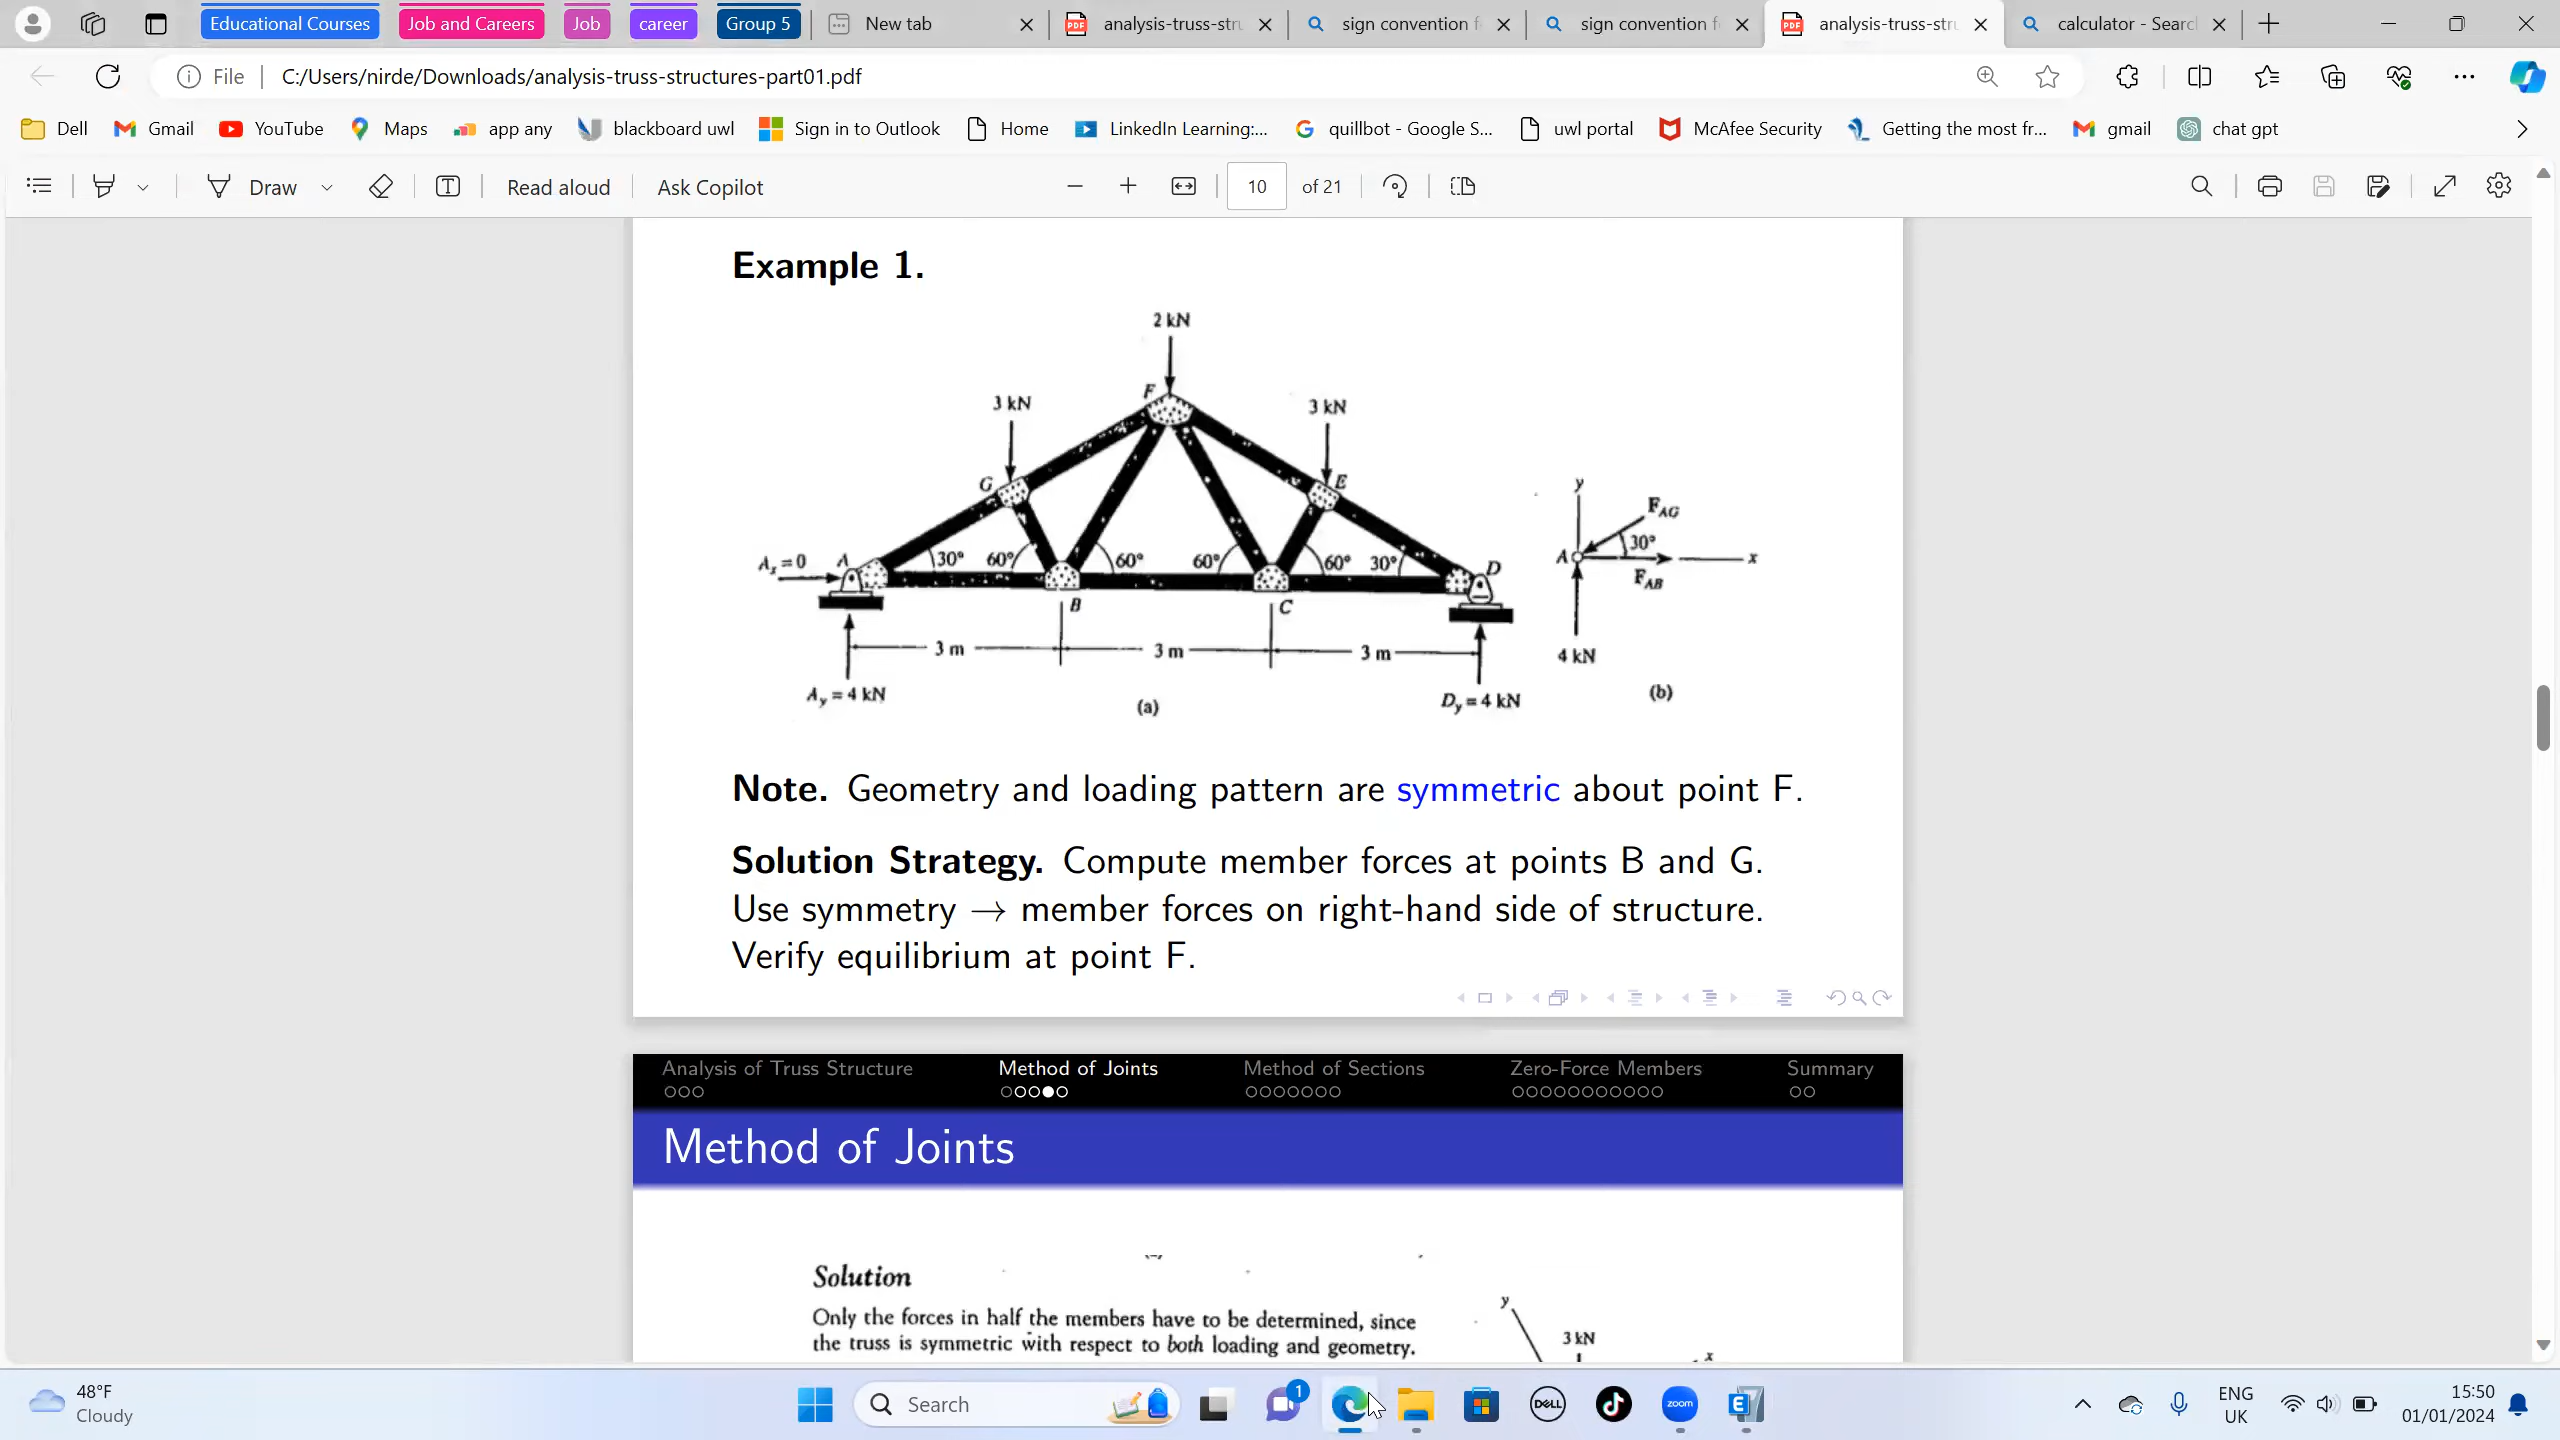 Educational Courses Job and Careers Job career Group 5 New tab analysis-truss-stru sign convention f sign convention f analysis-truss-stru calculator - Search
File C:/Users/nirde/Downloads/analysis-truss-structures-part01.pdf
Dell Gmail YouTube Maps app any blackboard uwl Sign in to Outlook Home LinkedIn Learning:... quillbot - Google S... uwl portal McAfee Security Getting the most fr... gmail chat gpt
Draw Read aloud Ask Copilot 10 of 21
Example 1.
2 kN
F
3 kN 3 kN
G E y F_AG
30°
A_x = 0 A 30° 60° 60° 60° 60° 30° D A x
F_AB
B C
3 m 3 m 3 m 4 kN
A_y = 4 kN (a) D_y = 4 kN (b)
Note. Geometry and loading pattern are symmetric about point F.
Solution Strategy. Compute member forces at points B and G.
Use symmetry → member forces on right-hand side of structure.
Verify equilibrium at point F.
Analysis of Truss Structure Method of Joints Method of Sections Zero-Force Members Summary
Method of Joints
Solution
Only the forces in half the members have to be determined, since
the truss is symmetric with respect to both loading and geometry.
y
3 kN
x
48°F
Cloudy
Search
1
DELL
zoom
ENG
UK
15:50
01/01/2024